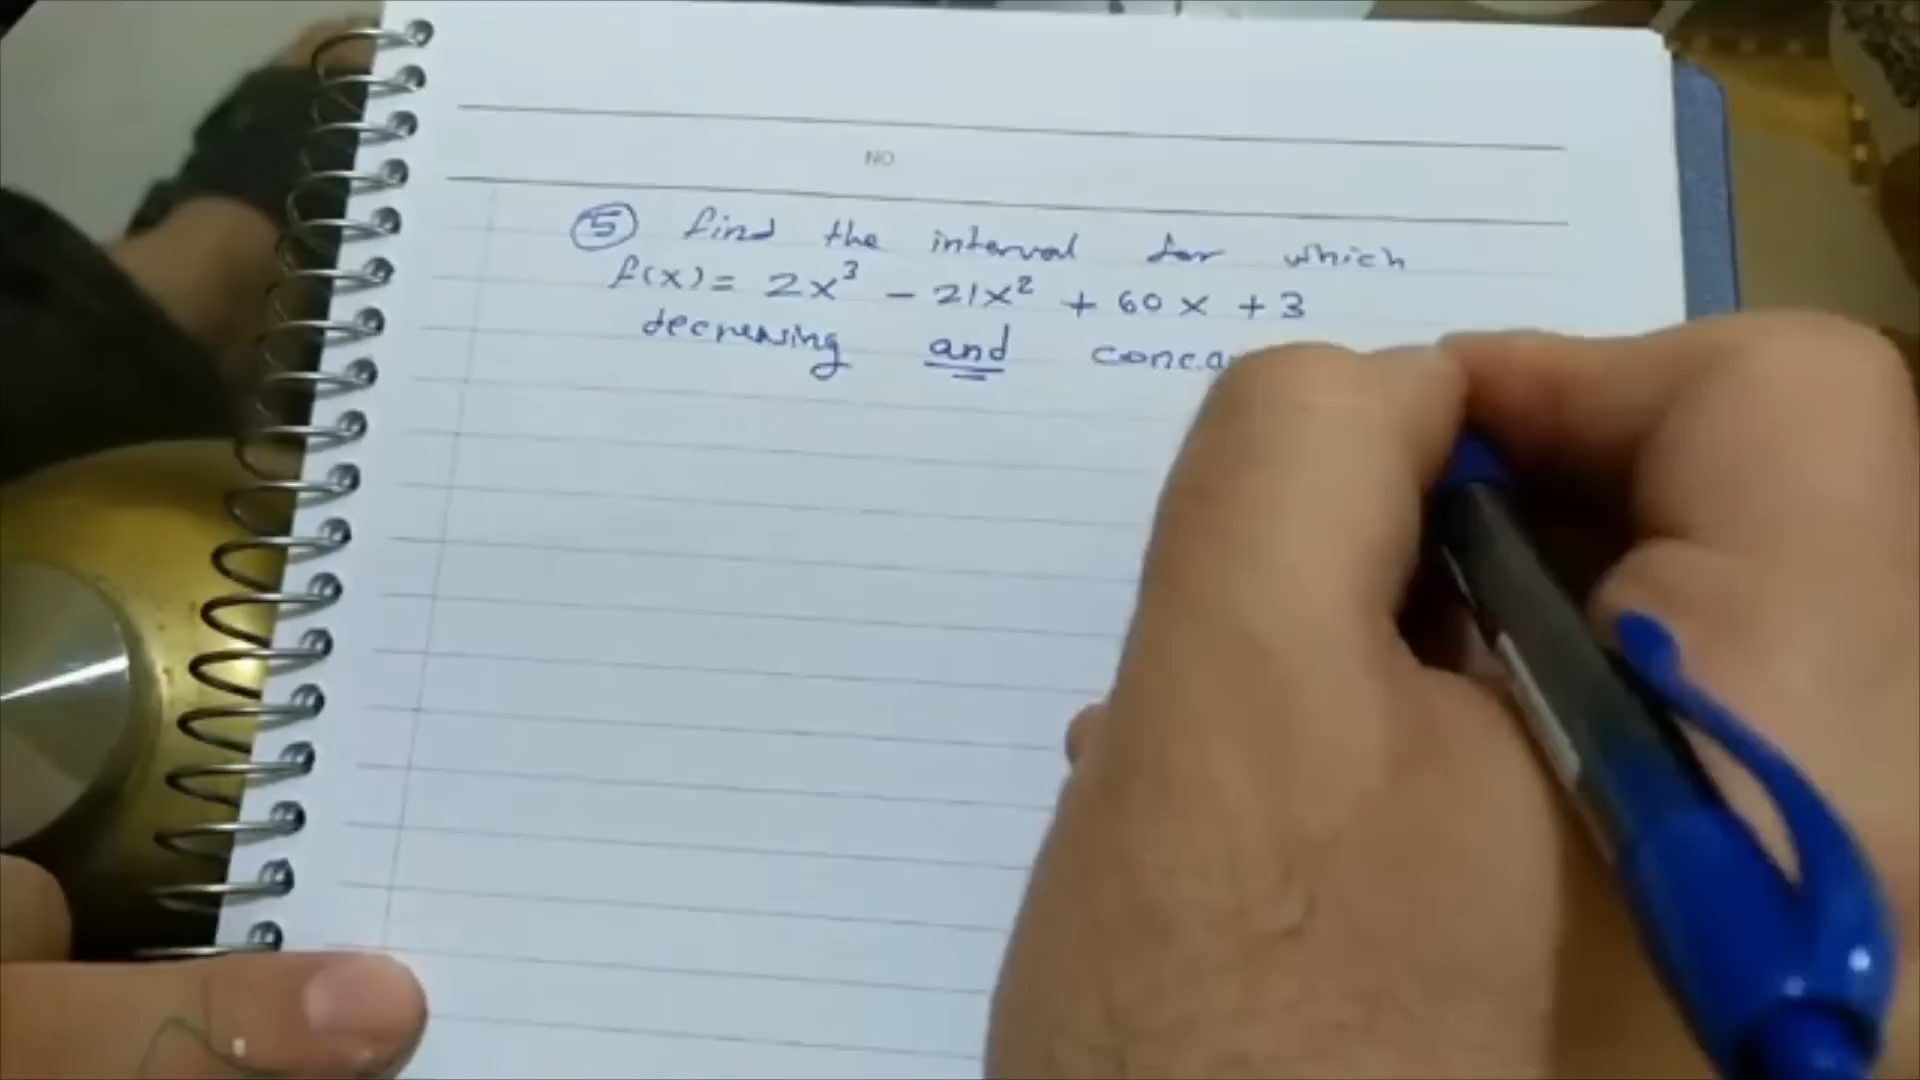 NO
⑤ find the interval for which
f(x) = 2x³ - 21x² + 60x + 3
decreasing and